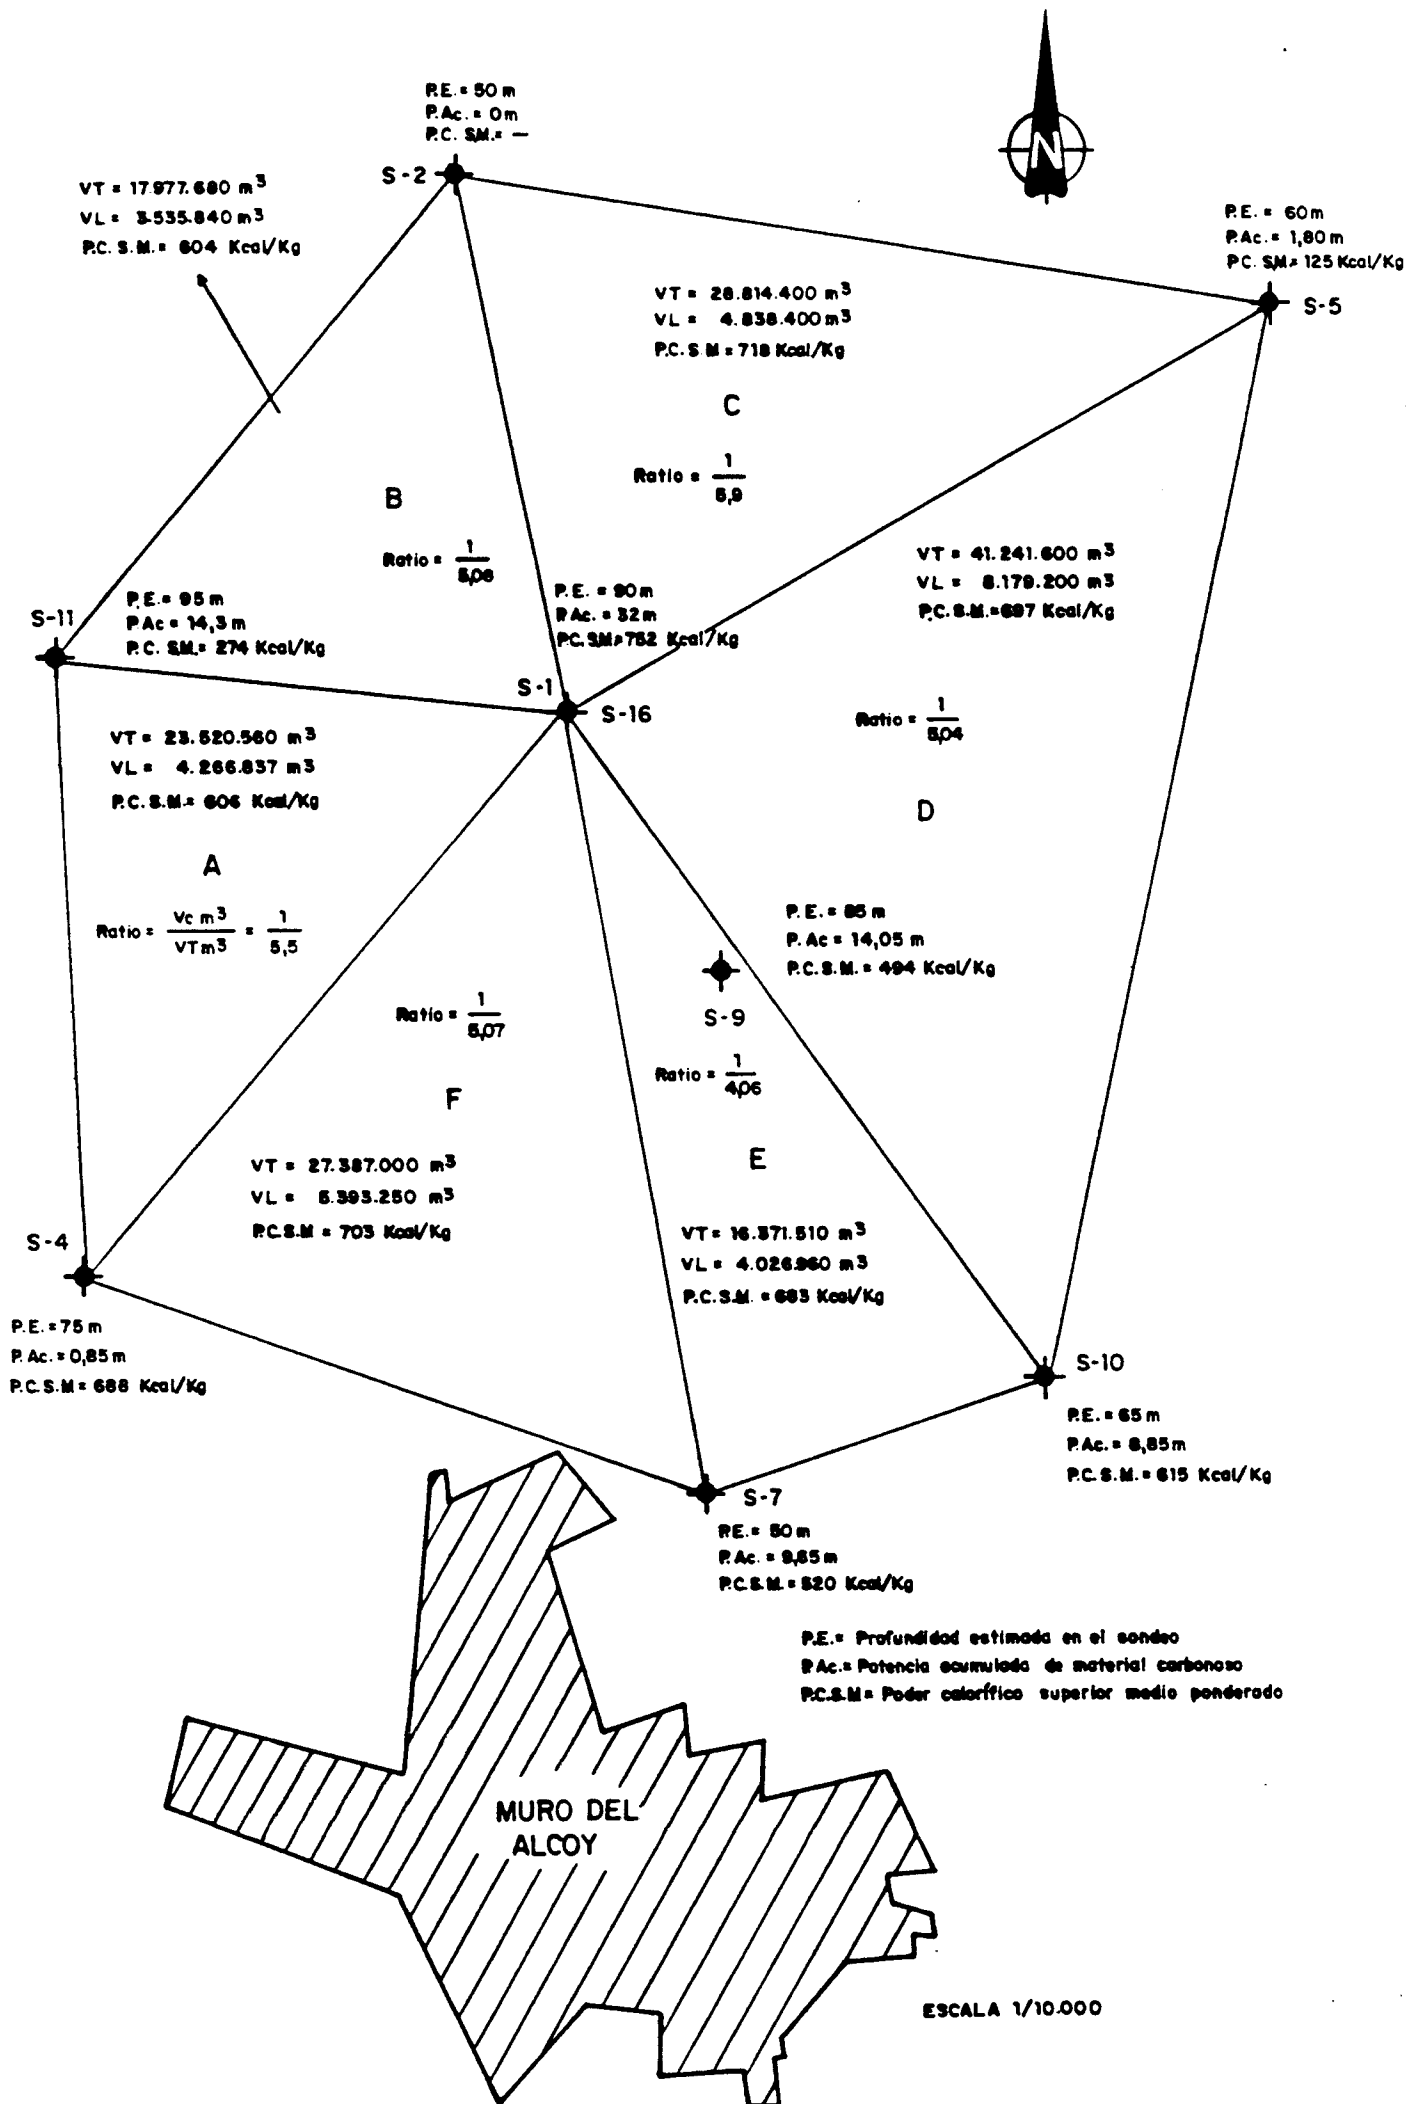 N
P.E. = 50 m
P.Ac. = 0 m
P.C. S.M. = —
S-2
VT = 17.977.680 m³
VL = 3.535.840 m³
P.C. S.M. = 604 Kcal/Kg
P.E. = 60 m
P.Ac. = 1,80 m
P.C. S.M. = 125 Kcal/Kg
S-5
VT = 28.814.400 m³
VL = 4.838.400 m³
P.C. S.M = 718 Kcal/Kg
C
Ratio = 1/5,9
B
Ratio = 1/5,08
VT = 41.241.600 m³
VL = 8.179.200 m³
P.C.S.M. = 697 Kcal/Kg
S-11
P.E. = 95 m
P.Ac = 14,3 m
P.C. S.M. = 274 Kcal/Kg
P.E. = 90 m
P.Ac. = 32 m
P.C. S.M. = 752 Kcal/Kg
S-1
S-16
Ratio = 1/5,04
D
VT = 23.520.560 m³
VL = 4.266.837 m³
P.C. S.M. = 606 Kcal/Kg
A
Ratio = Vc m³/VTm³ = 1/5,5
P.E. = 85 m
P. Ac = 14,05 m
P.C.S.M. = 494 Kcal/Kg
S-9
Ratio = 1/5,07
F
Ratio = 1/4,06
E
VT = 27.387.000 m³
VL = 5.393.250 m³
P.C.S.M = 703 Kcal/Kg
VT = 16.371.510 m³
VL = 4.026.960 m³
P.C.S.M. = 683 Kcal/Kg
S-4
P.E. = 75 m
P. Ac. = 0,85 m
P.C.S.M = 688 Kcal/Kg
S-10
P.E. = 65 m
P.Ac. = 8,85 m
P.C.S.M. = 615 Kcal/Kg
S-7
P.E. = 50 m
P.Ac. = 9,65 m
P.C.S.M. = 520 Kcal/Kg
P.E. = Profundidad estimada en el sondeo
P.Ac. = Potencia acumulada de material carbonoso
P.C.S.M = Poder calorífico superior medio ponderado
MURO DEL
ALCOY
ESCALA 1/10.000